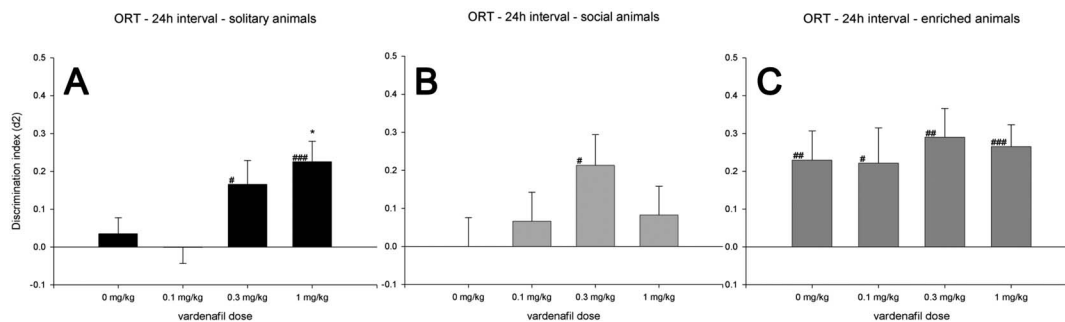 ORT - 24h interval - solitary animals
A
Discrimination index (d2)
0.5
0.4
0.3
0.2
0.1
0.0
-0.1
#
###
*
0 mg/kg
0.1 mg/kg
0.3 mg/kg
1 mg/kg
vardenafil dose
ORT - 24h interval - social animals
B
0.5
0.4
0.3
0.2
0.1
0.0
-0.1
#
0 mg/kg
0.1 mg/kg
0.3 mg/kg
1 mg/kg
vardenafil dose
ORT - 24h interval - enriched animals
C
0.5
0.4
0.3
0.2
0.1
0.0
-0.1
##
#
##
###
0 mg/kg
0.1 mg/kg
0.3 mg/kg
1 mg/kg
vardenafil dose